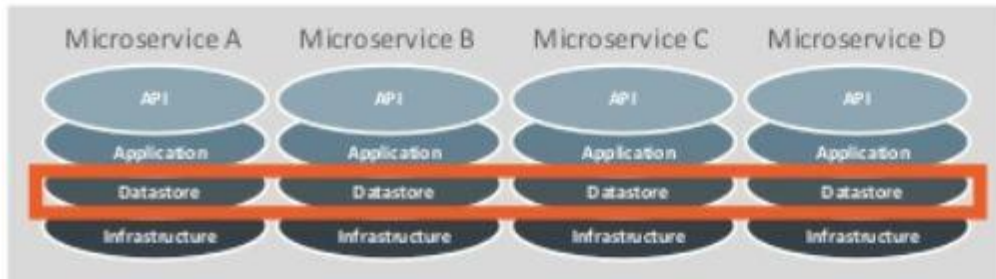 Microservice A Microservice B Microservice C Microservice D
API API API API
Application Application Application Application
Datastore Datastore Datastore Datastore
Infrastructure Infrastructure Infrastructure Infrastructure